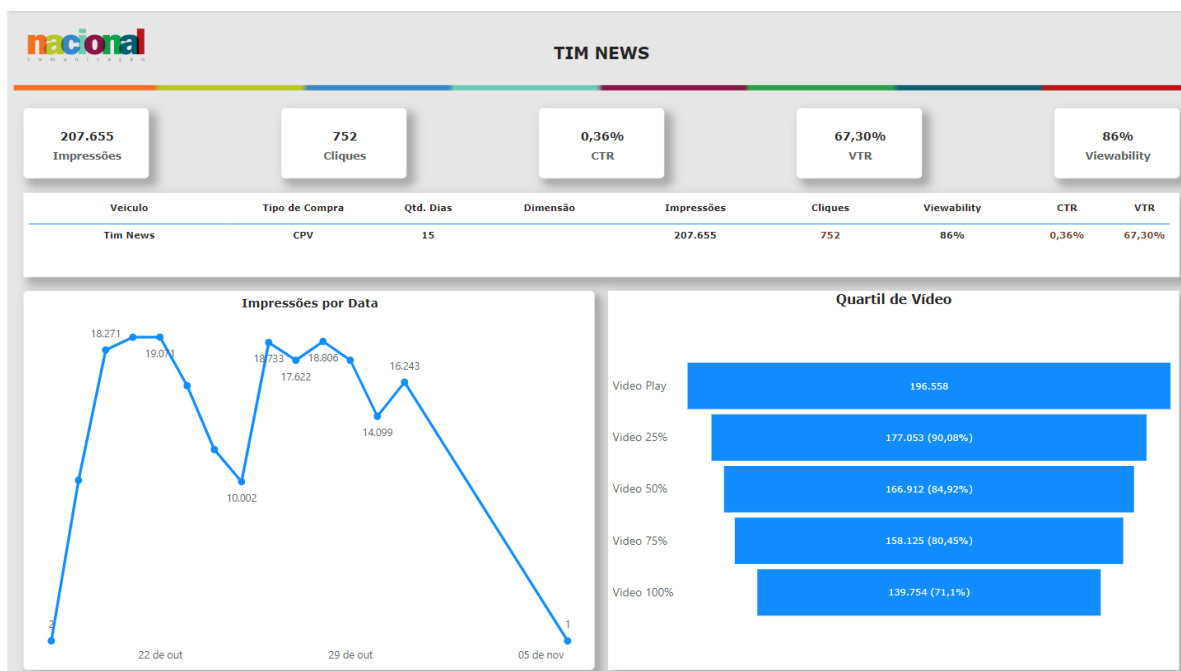 nacional
comunicação
TIM NEWS
207.655
Impressões
752
Cliques
0,36%
CTR
67,30%
VTR
86%
Viewability
Veiculo Tipo de Compra Qtd. Dias Dimensão Impressões Cliques Viewability CTR VTR
Tim News CPV 15 207.655 752 86% 0,36% 67,30%
Impressões por Data
18.271
19.071
10.002
18.733
17.622
18.806
14.099
16.243
2
1
22 de out
29 de out
05 de nov
Quartil de Vídeo
Video Play 196.558
Video 25% 177.053 (90,08%)
Video 50% 166.912 (84,92%)
Video 75% 158.125 (80,45%)
Video 100% 139.754 (71,1%)